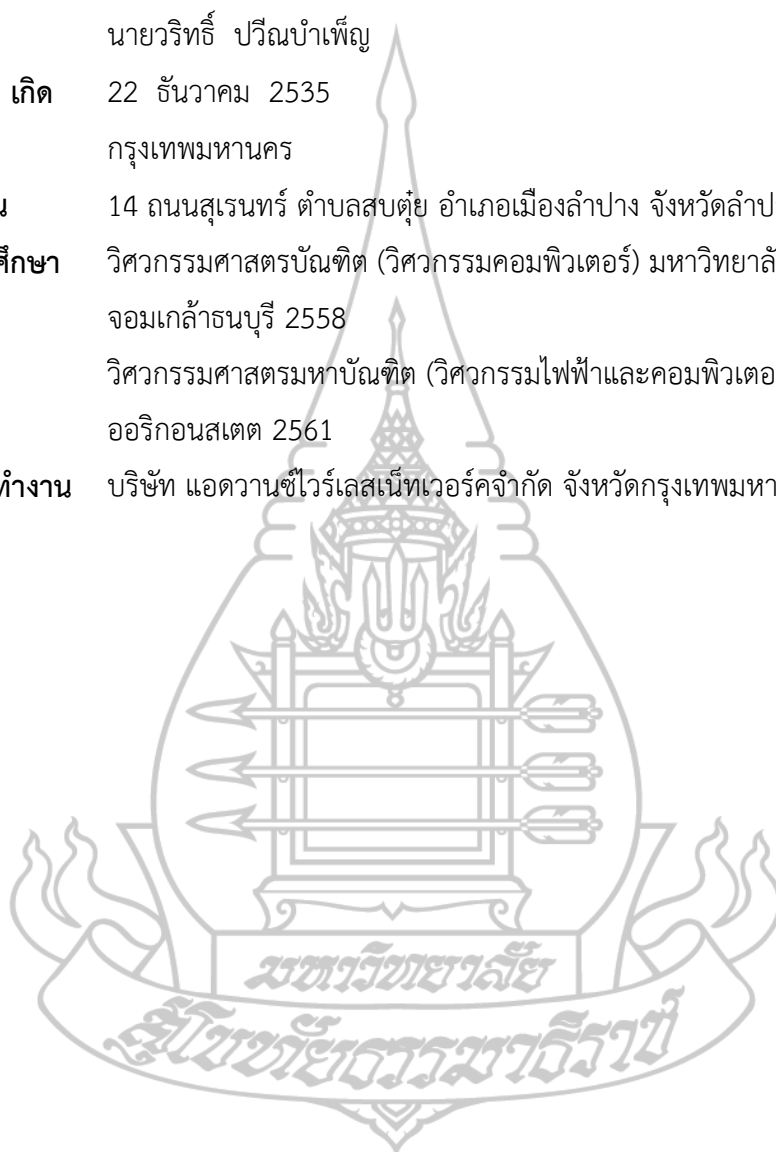 นายวริทธิ์ ปวีณบำเพ็ญ
เกิด 22 ธันวาคม 2535
กรุงเทพมหานคร
น 14 ถนนสุเรนทร์ ตำบลสบตุ๋ย อำเภอเมืองลำปาง จังหวัดลำป
ศึกษา วิศวกรรมศาสตรบัณฑิต (วิศวกรรมคอมพิวเตอร์) มหาวิทยาลั
จอมเกล้าธนบุรี 2558
วิศวกรรมศาสตรมหาบัณฑิต (วิศวกรรมไฟฟ้าและคอมพิวเตอ
ออริกอนสเตต 2561
ทำงาน บริษัท แอดวานซ์ไวร์เลสเน็ทเวอร์คจำกัด จังหวัดกรุงเทพมหา
มหาวิทยาลัย
สุโขทัยธรรมาธิราช